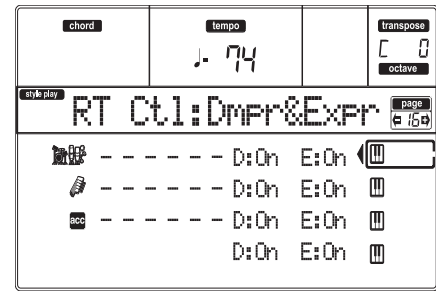 chord tempo transpose
♩- 74 C 0
octave
style play RT Ctl:Dmpr&Expr page 16
- - - - - - D:On E:On
- - - - - - D:On E:On
acc - - - - - - D:On E:On
D:On E:On